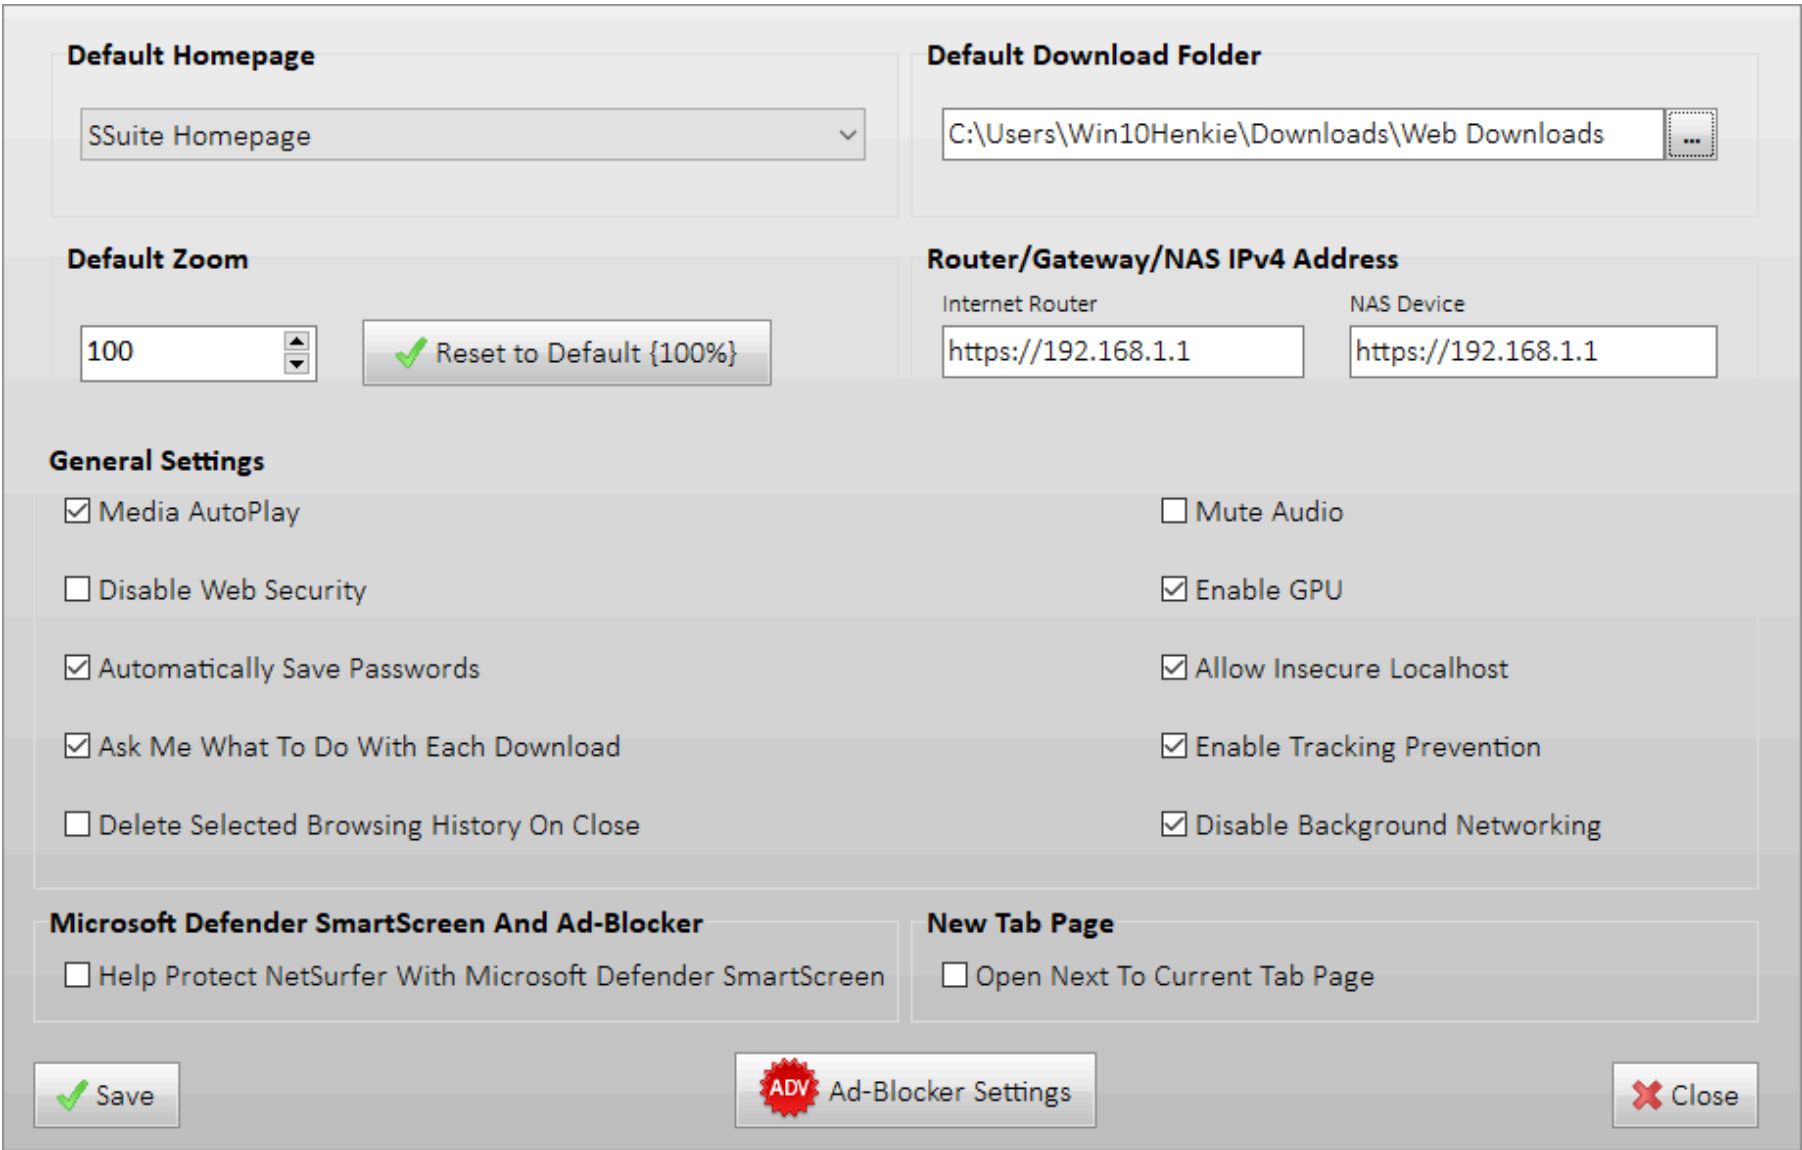 Default Homepage
SSuite Homepage
Default Download Folder
C:\Users\Win10Henkie\Downloads\Web Downloads
...
Default Zoom
100
Reset to Default {100%}
Router/Gateway/NAS IPv4 Address
Internet Router
NAS Device
https://192.168.1.1
https://192.168.1.1
General Settings
Media AutoPlay
Mute Audio
Disable Web Security
Enable GPU
Automatically Save Passwords
Allow Insecure Localhost
Ask Me What To Do With Each Download
Enable Tracking Prevention
Delete Selected Browsing History On Close
Disable Background Networking
Microsoft Defender SmartScreen And Ad-Blocker
Help Protect NetSurfer With Microsoft Defender SmartScreen
New Tab Page
Open Next To Current Tab Page
Save
ADV
Ad-Blocker Settings
Close